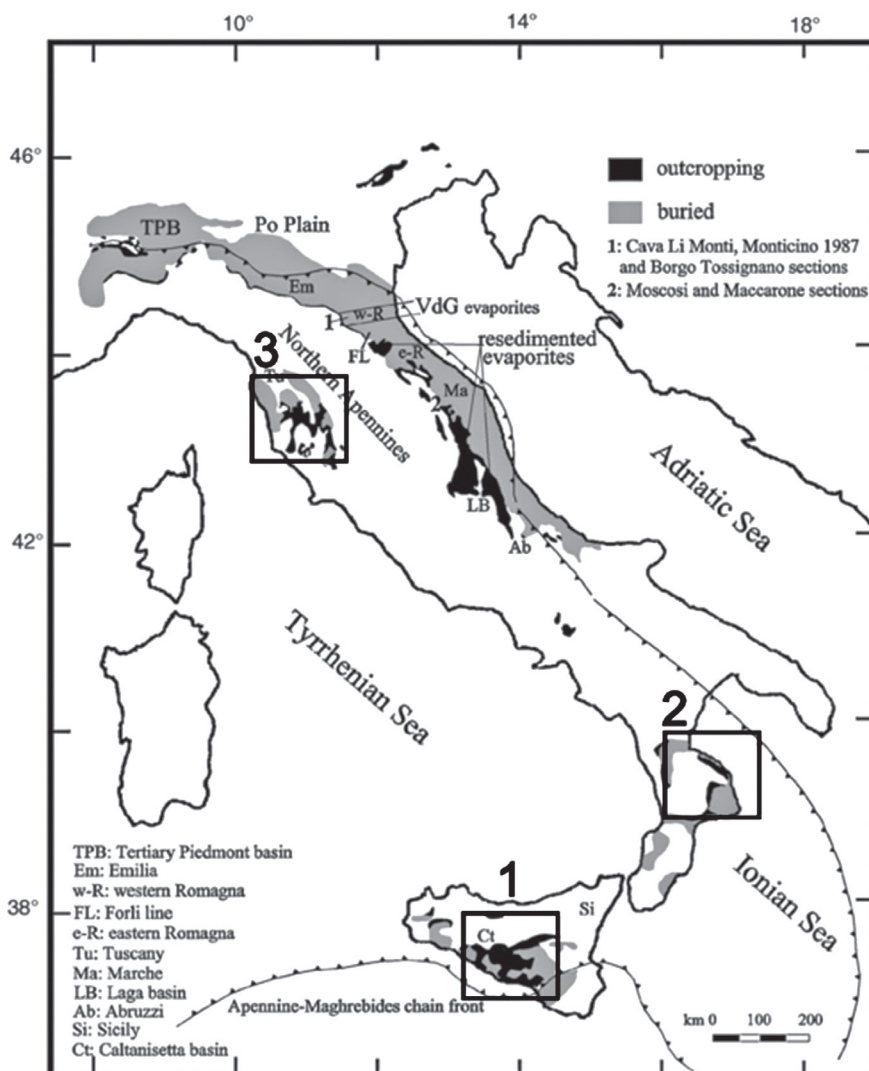 10°
14°
18°
46°
42°
38°
outcropping
buried
1: Cava Li Monti, Monticino 1987
and Borgo Tossignano sections
2: Moscosi and Maccarone sections
TPB
Po Plain
Em
w-R
VdG evaporites
1
FL
e-R
resedimented
evaporites
3
Tu
Northern Apennines
Ma
2
LB
Ab
Adriatic Sea
Tyrrhenian Sea
2
Ionian Sea
1
Si
Ct
Apennine-Maghrebides chain front
km 0 100 200
TPB: Tertiary Piedmont basin
Em: Emilia
w-R: western Romagna
FL: Forli line
e-R: eastern Romagna
Tu: Tuscany
Ma: Marche
LB: Laga basin
Ab: Abruzzi
Si: Sicily
Ct: Caltanisetta basin